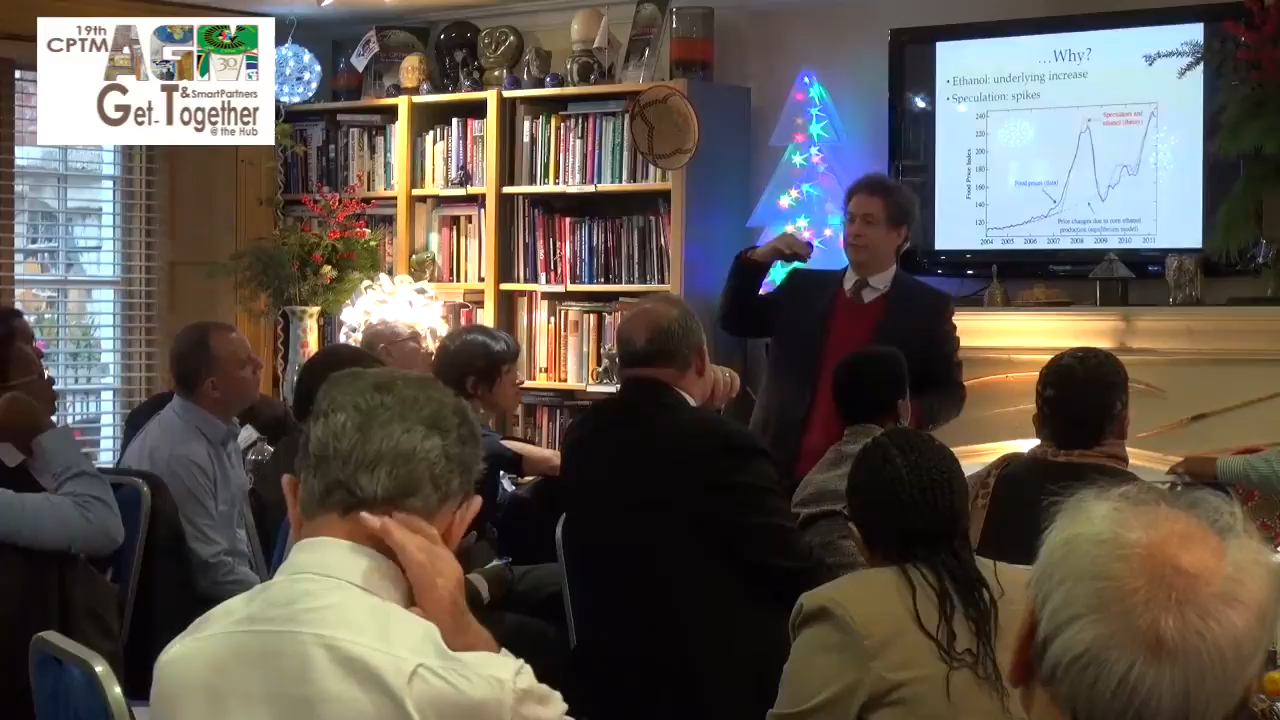 19th
CPTM
AGM
30
& SmartPartners
Get-Together
@ the Hub
...Why?
• Ethanol: underlying increase
• Speculation: spikes
Speculators and
ethanol (theory)
Food prices (data)
Price changes due to corn ethanol
production (equilibrium model)
Food Price Index
240
220
200
180
160
140
120
2004 2005 2006 2007 2008 2009 2010 2011